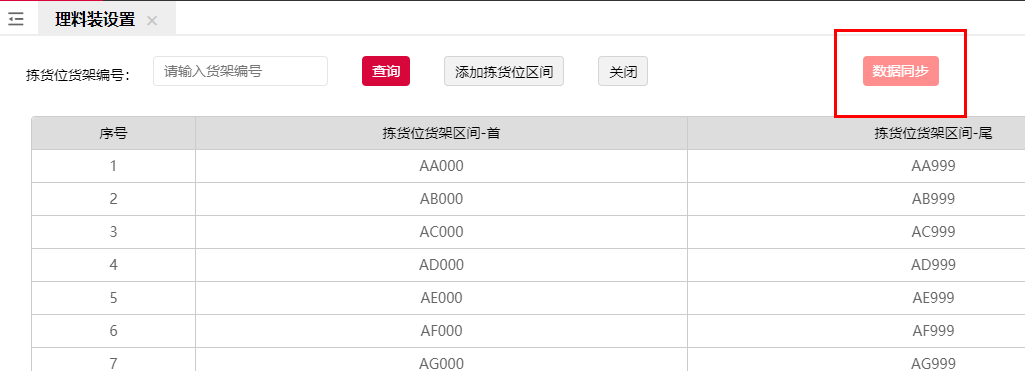 理料装设置
拣货位货架编号： 请输入货架编号 查询 添加拣货位区间 关闭 数据同步
序号 拣货位货架区间-首 拣货位货架区间-尾
1 AA000 AA999
2 AB000 AB999
3 AC000 AC999
4 AD000 AD999
5 AE000 AE999
6 AF000 AF999
7 AG000 AG999